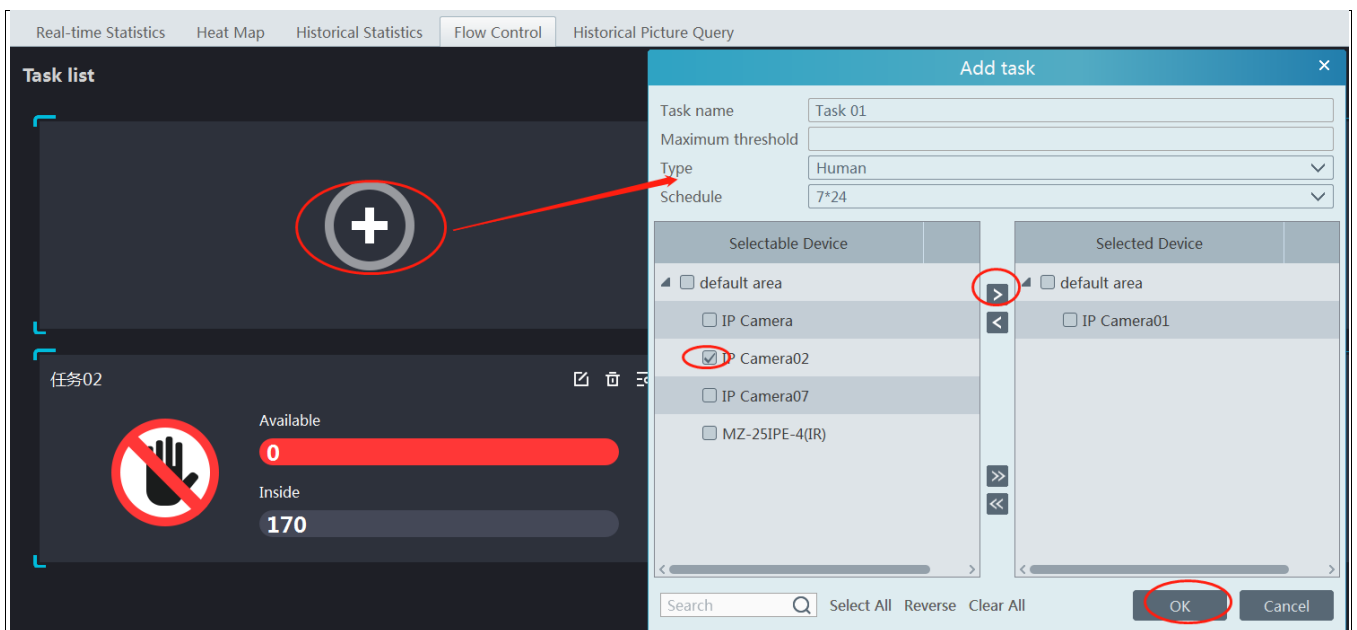 Real-time Statistics Heat Map Historical Statistics Flow Control Historical Picture Query
Task list
任务02
Available
0
Inside
170
Add task
Task name Task 01
Maximum threshold
Type Human
Schedule 7*24
Selectable Device
default area
IP Camera
IP Camera02
IP Camera07
MZ-25IPE-4(IR)
Selected Device
default area
IP Camera01
Search Select All Reverse Clear All
OK Cancel